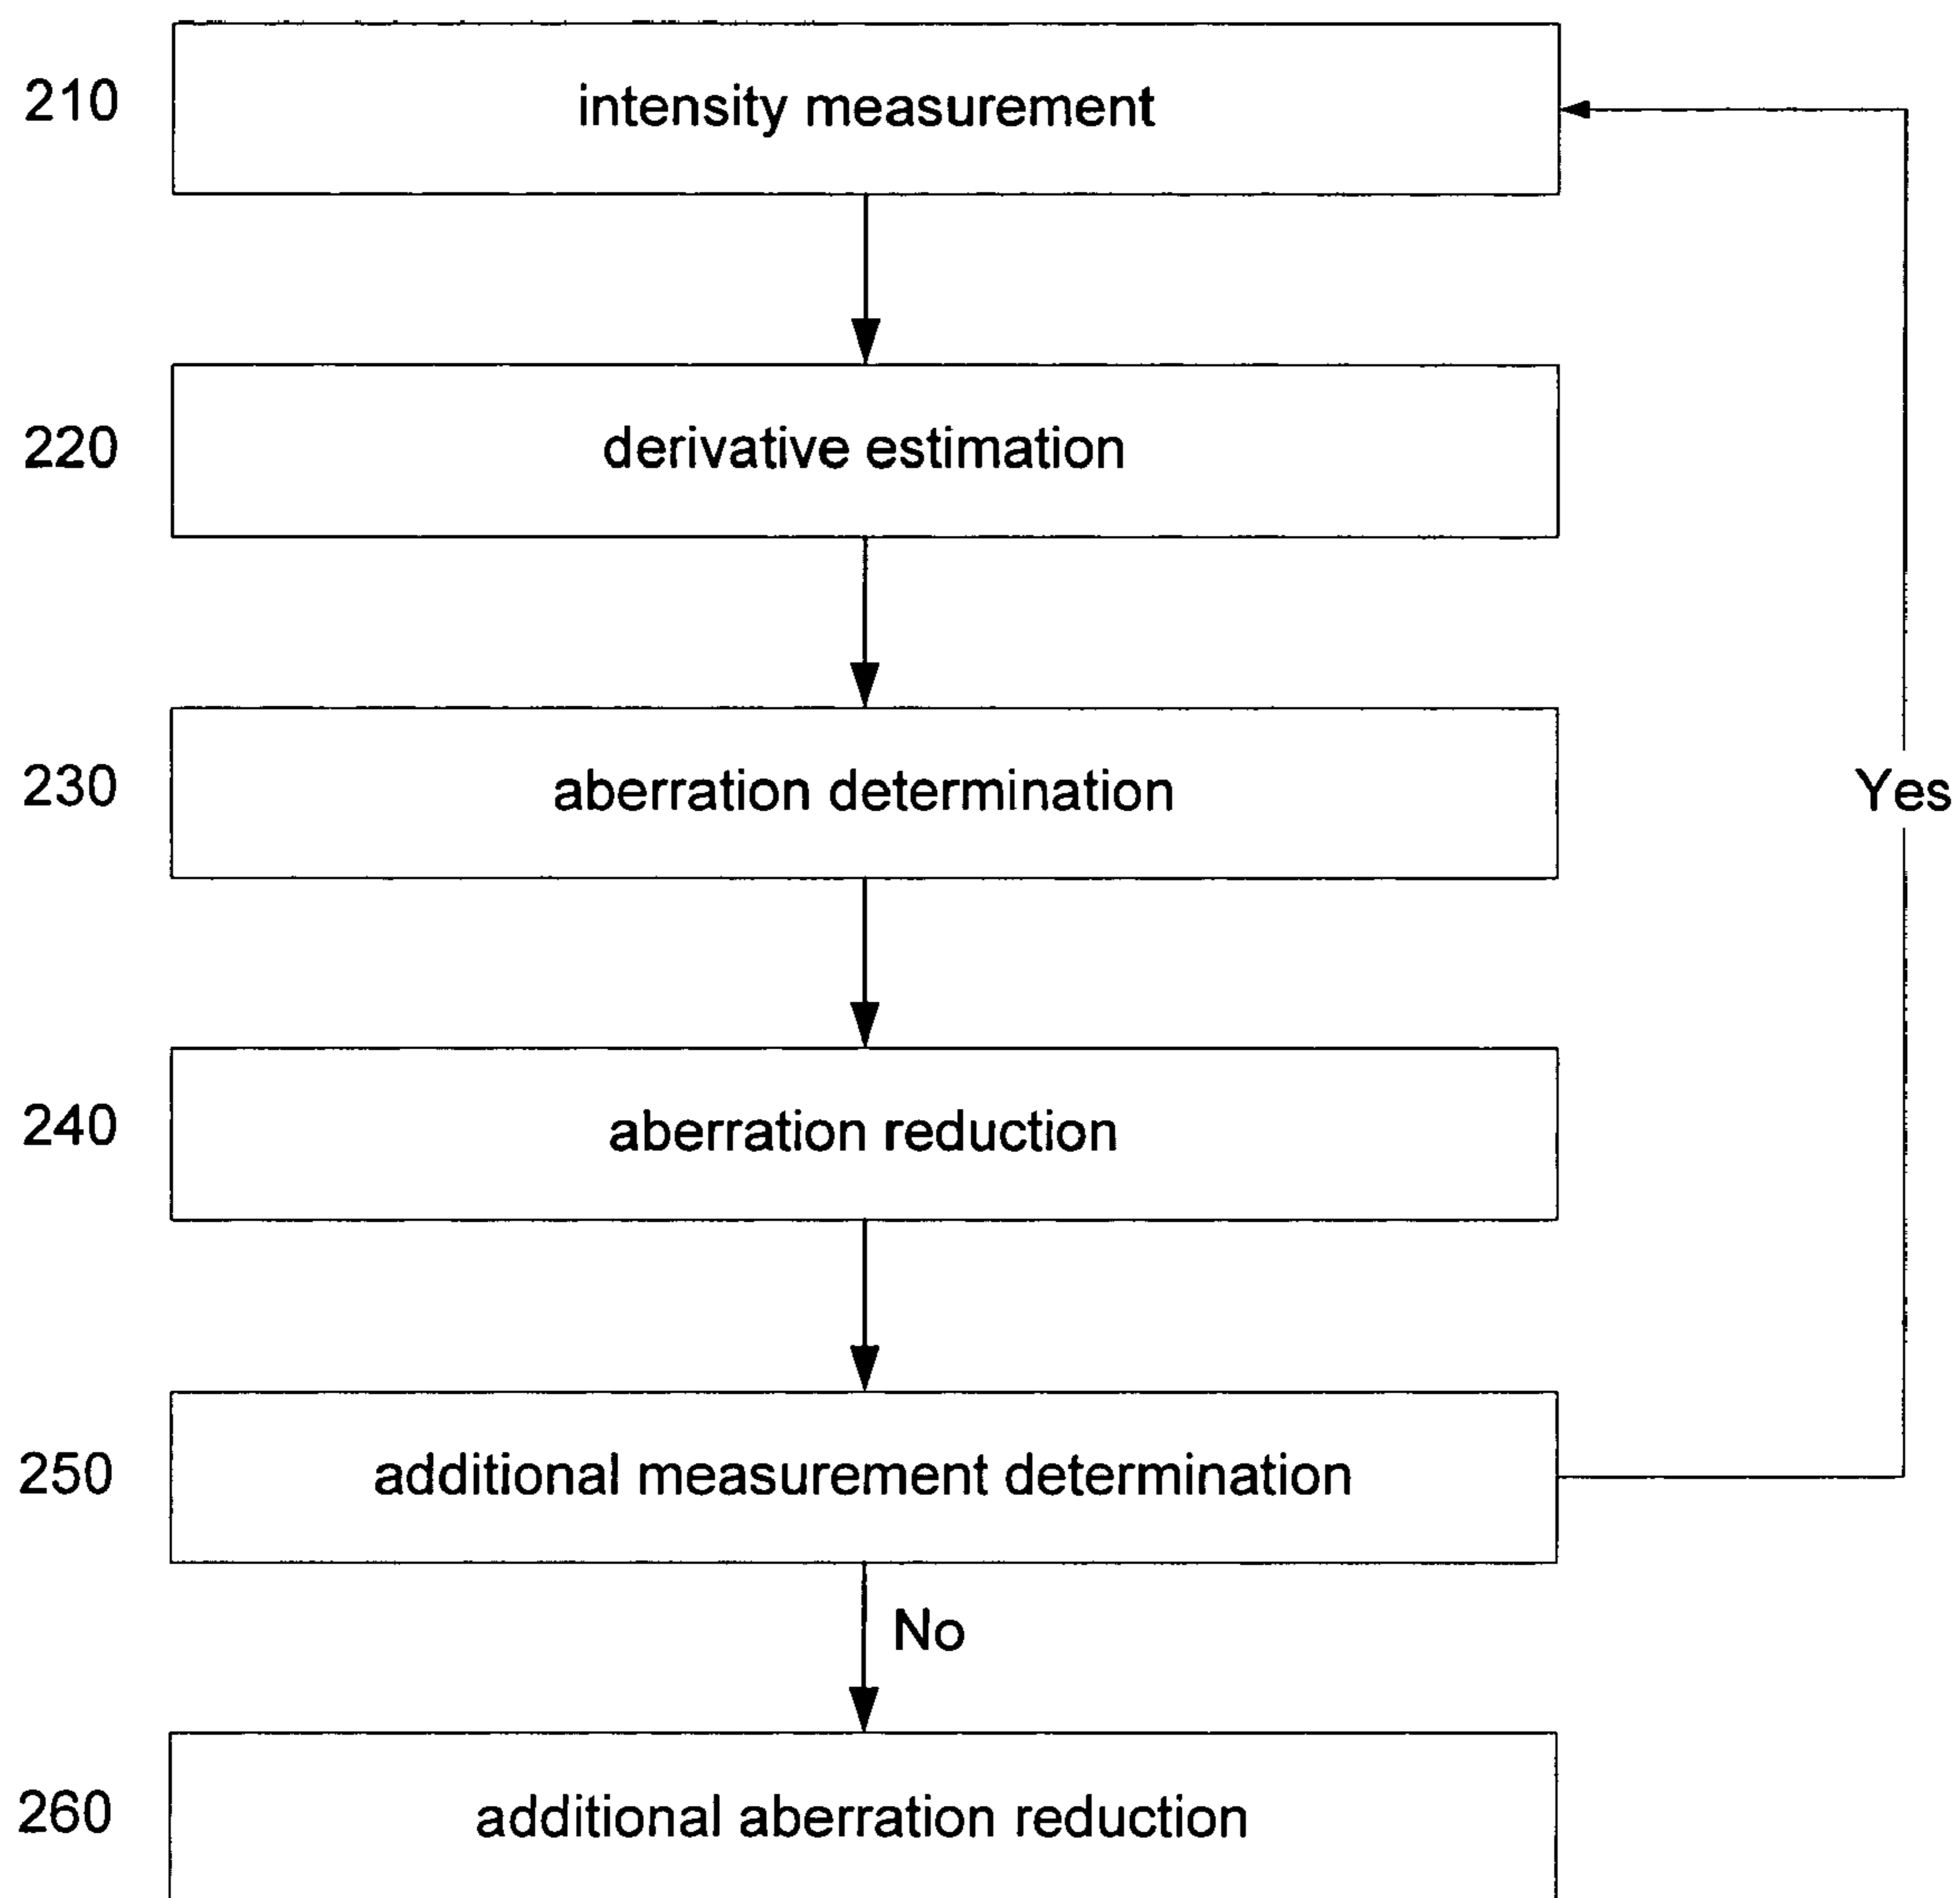 210 intensity measurement
220 derivative estimation
230 aberration determination
Yes
240 aberration reduction
250 additional measurement determination
No
260 additional aberration reduction